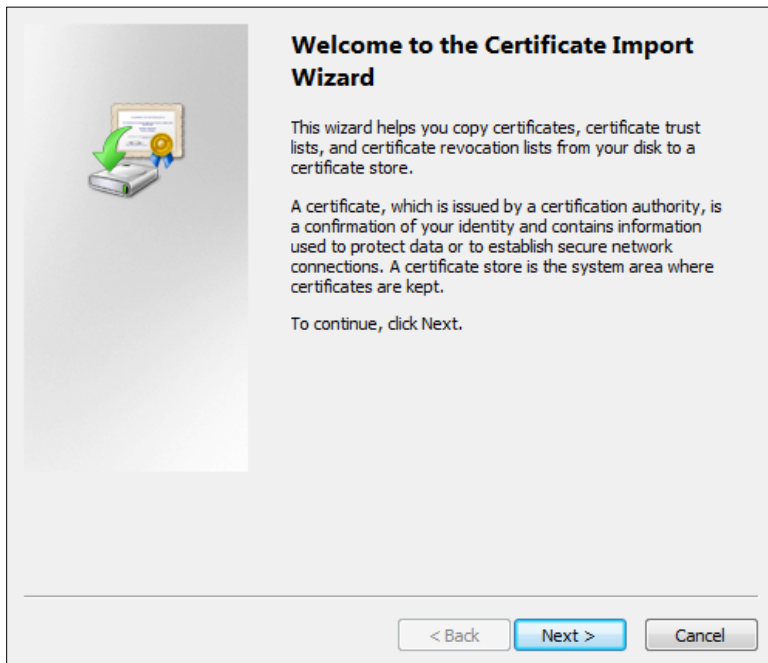 Welcome to the Certificate Import
Wizard
This wizard helps you copy certificates, certificate trust
lists, and certificate revocation lists from your disk to a
certificate store.
A certificate, which is issued by a certification authority, is
a confirmation of your identity and contains information
used to protect data or to establish secure network
connections. A certificate store is the system area where
certificates are kept.
To continue, click Next.
< Back
Next >
Cancel